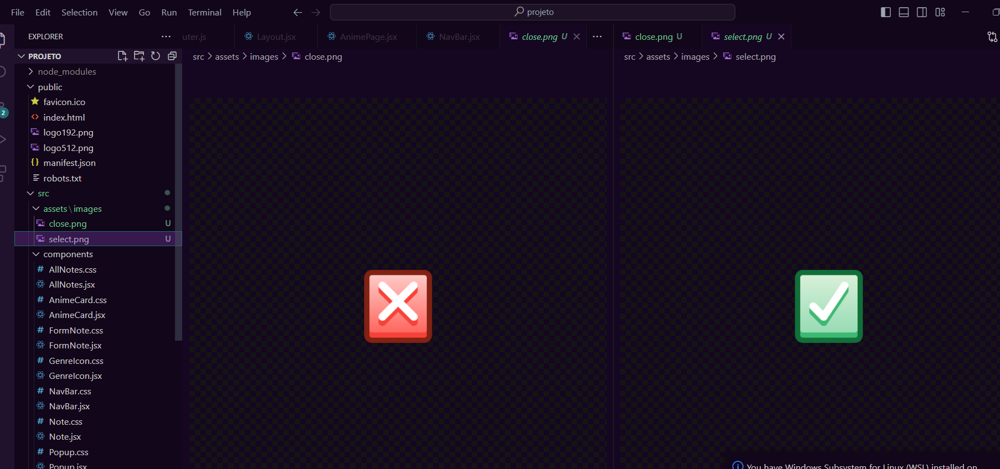 File Edit Selection View Go Run Terminal Help
projeto
EXPLORER
uter.js
Layout.jsx
AnimePage.jsx
NavBar.jsx
close.png U
close.png U
select.png U
PROJETO
src > assets > images > close.png
src > assets > images > select.png
node_modules
public
favicon.ico
index.html
logo192.png
logo512.png
manifest.json
robots.txt
src
assets\images
close.png U
select.png U
components
AllNotes.css
AllNotes.jsx
AnimeCard.css
AnimeCard.jsx
FormNote.css
FormNote.jsx
GenreIcon.css
GenreIcon.jsx
NavBar.css
NavBar.jsx
Note.css
Note.jsx
Popup.css
Popup.jsx
2
You have Windows Subsystem for Linux (WSL) installed on